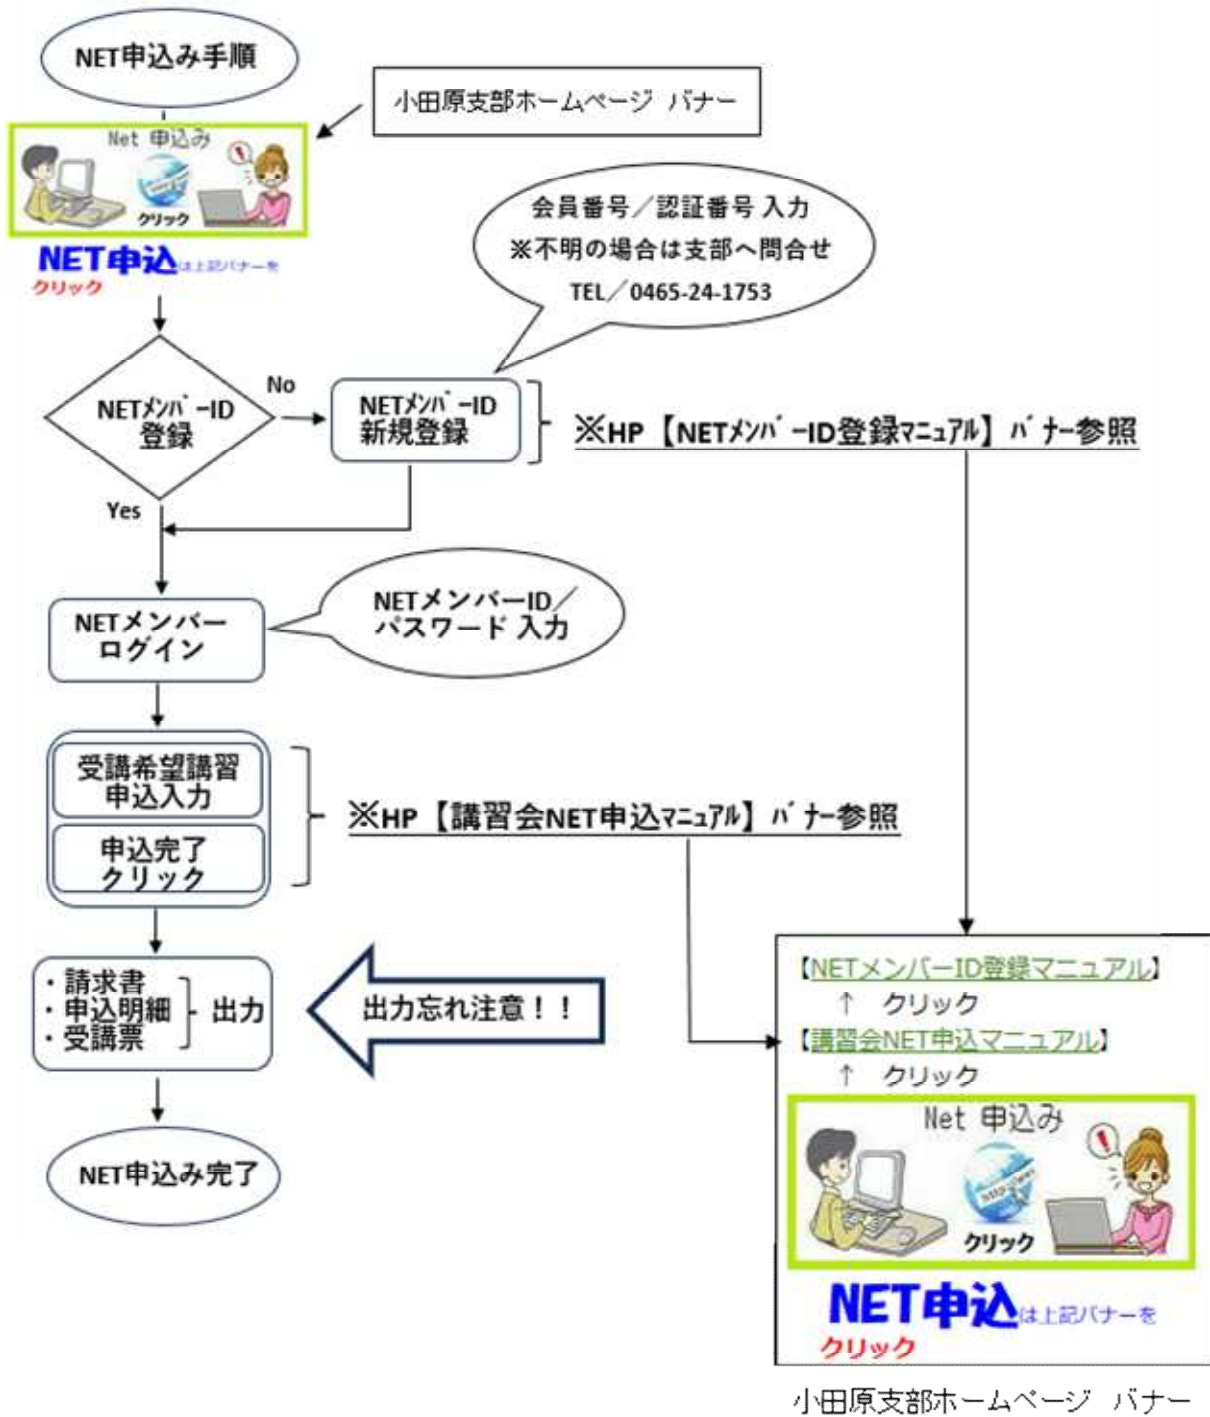 NET申込み手順
小田原支部ホームページ バナー
Net 申込み
クリック
NET申込は上記バナーを
クリック
会員番号／認証番号 入力
※不明の場合は支部へ問合せ
TEL／0465-24-1753
NETﾒﾝﾊﾞｰID
登録
No
NETﾒﾝﾊﾞｰID
新規登録
※HP【NETﾒﾝﾊﾞｰID登録ﾏﾆｭｱﾙ】ﾊﾞﾅｰ参照
Yes
NETメンバー
ログイン
NETメンバーID／
パスワード 入力
受講希望講習
申込入力
申込完了
クリック
※HP【講習会NET申込ﾏﾆｭｱﾙ】ﾊﾞﾅｰ参照
・請求書
・申込明細
・受講票
出力
出力忘れ注意！！
NET申込み完了
【NETメンバーID登録マニュアル】
↑ クリック
【講習会NET申込マニュアル】
↑ クリック
Net 申込み
クリック
NET申込は上記バナーを
クリック
小田原支部ホームページ バナー